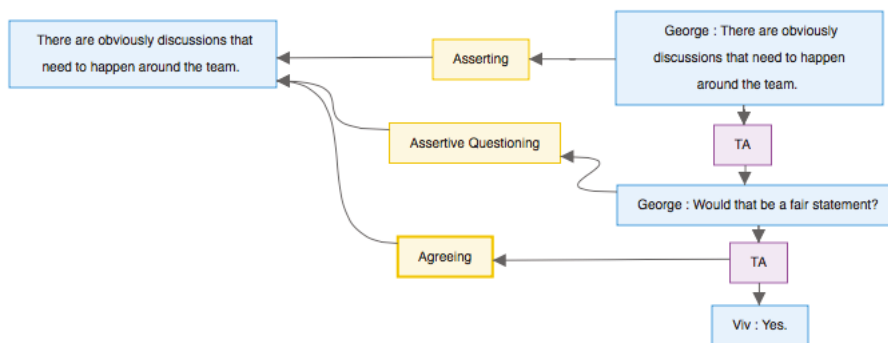 There are obviously discussions that
need to happen around the team.
Asserting
George : There are obviously
discussions that need to happen
around the team.
TA
Assertive Questioning
George : Would that be a fair statement?
Agreeing
TA
Viv : Yes.